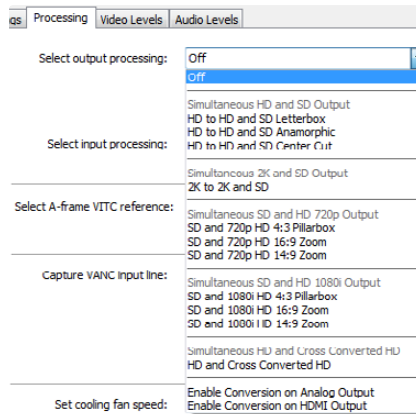 gs Processing Video Levels Audio Levels
Select output processing: Off
Off
Simultaneous HD and SD Output
HD to HD and SD Letterbox
HD to HD and SD Anamorphic
Select input processing: HD to HD and SD Center Cut
Simultaneous 2K and SD Output
2K to 2K and SD
Select A-frame VITC reference: Simultaneous SD and HD 720p Output
SD and 720p HD 4:3 Pillarbox
SD and 720p HD 16:9 Zoom
SD and 720p HD 14:9 Zoom
Capture VANC Input line: Simultaneous SD and HD 1080i Output
SD and 1080i HD 4:3 Pillarbox
SD and 1080i HD 16:9 Zoom
SD and 1080i HD 14:9 Zoom
Simultaneous HD and Cross Converted HD
HD and Cross Converted HD
Enable Conversion on Analog Output
Set cooling fan speed: Enable Conversion on HDMI Output